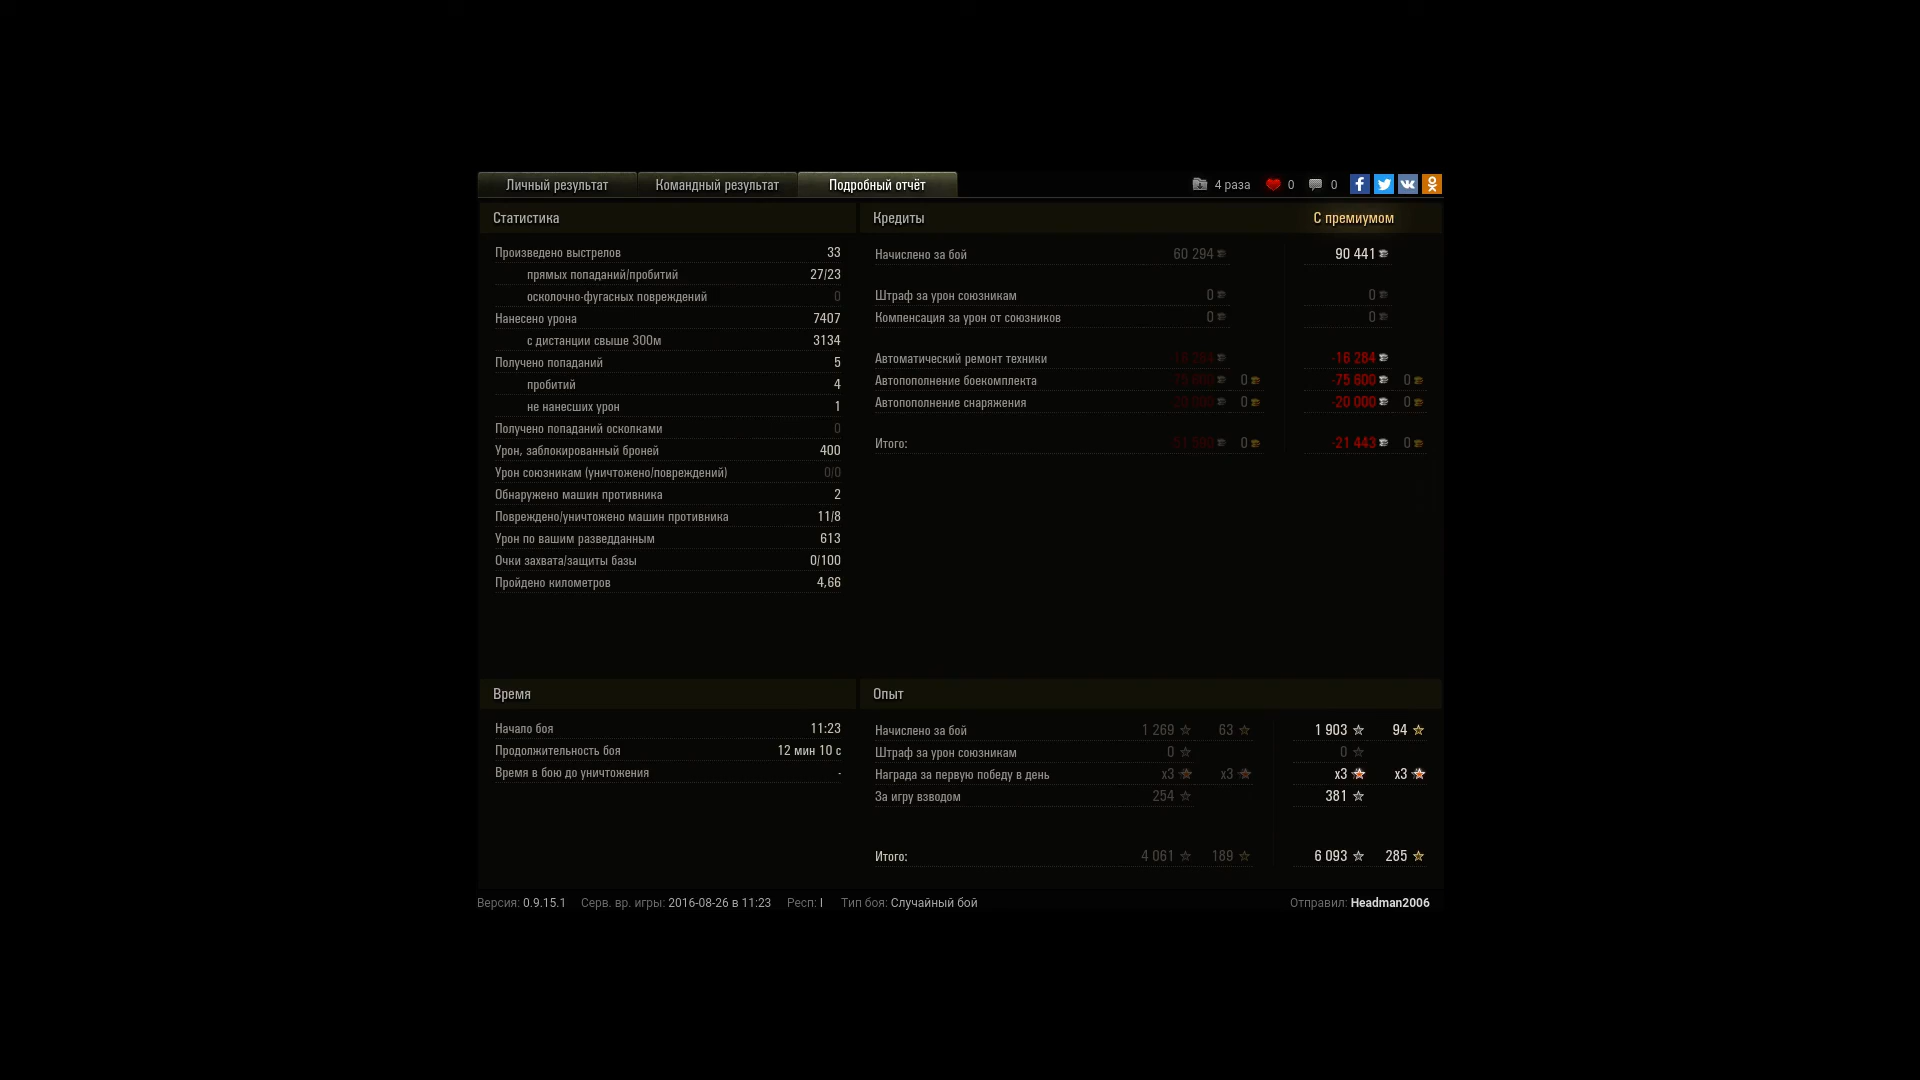 Личный результат Командный результат Подробный отчёт 4 раза 0 0
Статистика
Произведено выстрелов 33
прямых попаданий/пробитий 27/23
осколочно-фугасных повреждений 0
Нанесено урона 7407
с дистанции свыше 300м 3134
Получено попаданий 5
пробитий 4
не нанесших урон 1
Получено попаданий осколками 0
Урон, заблокированный броней 400
Урон союзникам (уничтожено/повреждений) 0/0
Обнаружено машин противника 2
Повреждено/уничтожено машин противника 11/8
Урон по вашим разведданным 613
Очки захвата/защиты базы 0/100
Пройдено километров 4,66
Кредиты С премиумом
Начислено за бой 60 294 90 441
Штраф за урон союзникам 0 0
Компенсация за урон от союзников 0 0
Автоматический ремонт техники -16 284 -16 284
Автопополнение боекомплекта -75 600 0 -75 600 0
Автопополнение снаряжения -20 000 0 -20 000 0
Итого: 0 -21 443 0
Время
Начало боя 11:23
Продолжительность боя 12 мин 10 с
Время в бою до уничтожения -
Опыт
Начислено за бой 1 269 63 1 903 94
Штраф за урон союзникам 0 0
Награда за первую победу в день x3 x3 x3 x3
За игру взводом 254 381
Итого: 4 061 189 6 093 285
Версия: 0.9.15.1 Серв. вр. игры: 2016-08-26 в 11:23 Респ: I Тип боя: Случайный бой Отправил: Headman2006